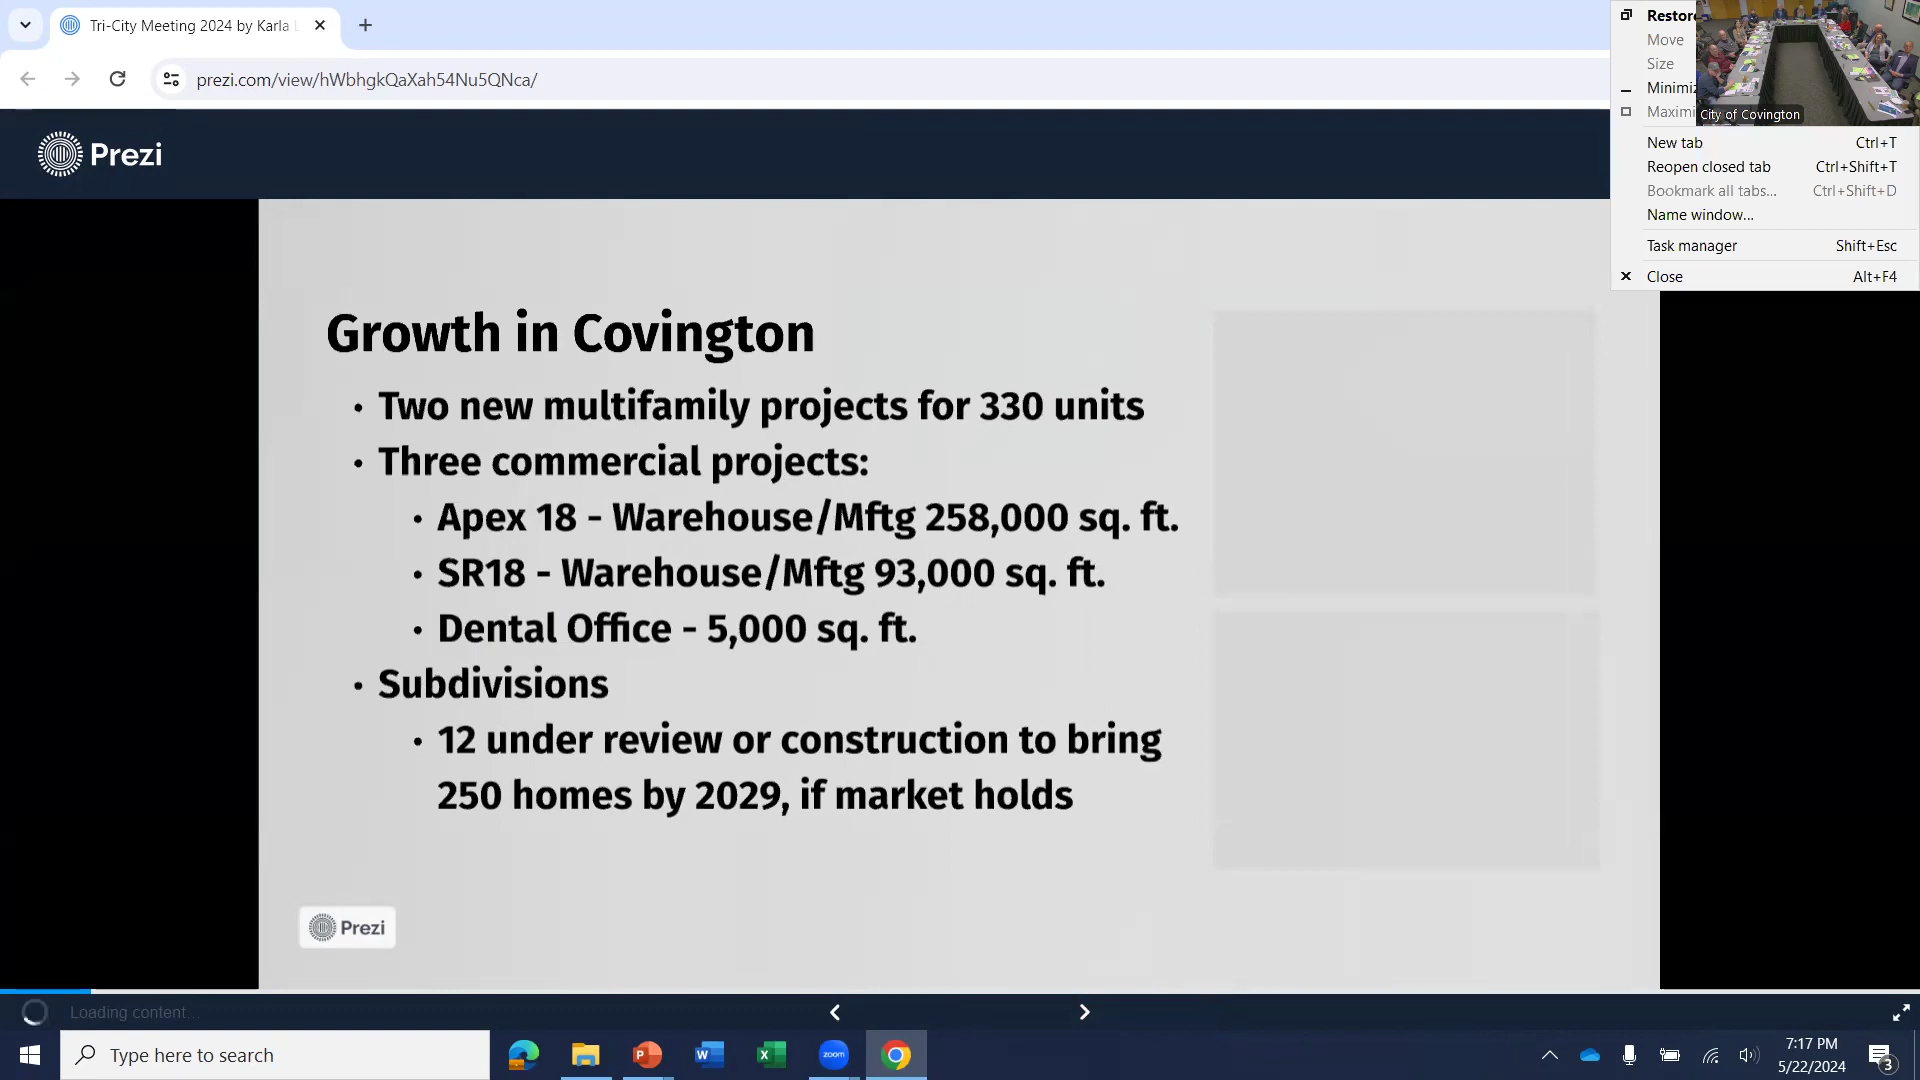 Tri-City Meeting 2024 by Karla
prezi.com/view/hWbhgkQaXah54Nu5QNca/
Prezi
Restore
Move
Size
Minimiz
Maximi
City of Covington
New tab Ctrl+T
Reopen closed tab Ctrl+Shift+T
Bookmark all tabs... Ctrl+Shift+D
Name window...
Task manager Shift+Esc
Close Alt+F4
Growth in Covington
• Two new multifamily projects for 330 units
• Three commercial projects:
• Apex 18 - Warehouse/Mftg 258,000 sq. ft.
• SR18 - Warehouse/Mftg 93,000 sq. ft.
• Dental Office - 5,000 sq. ft.
• Subdivisions
• 12 under review or construction to bring
250 homes by 2029, if market holds
Prezi
Loading content...
Type here to search
zoom
7:17 PM
5/22/2024
3